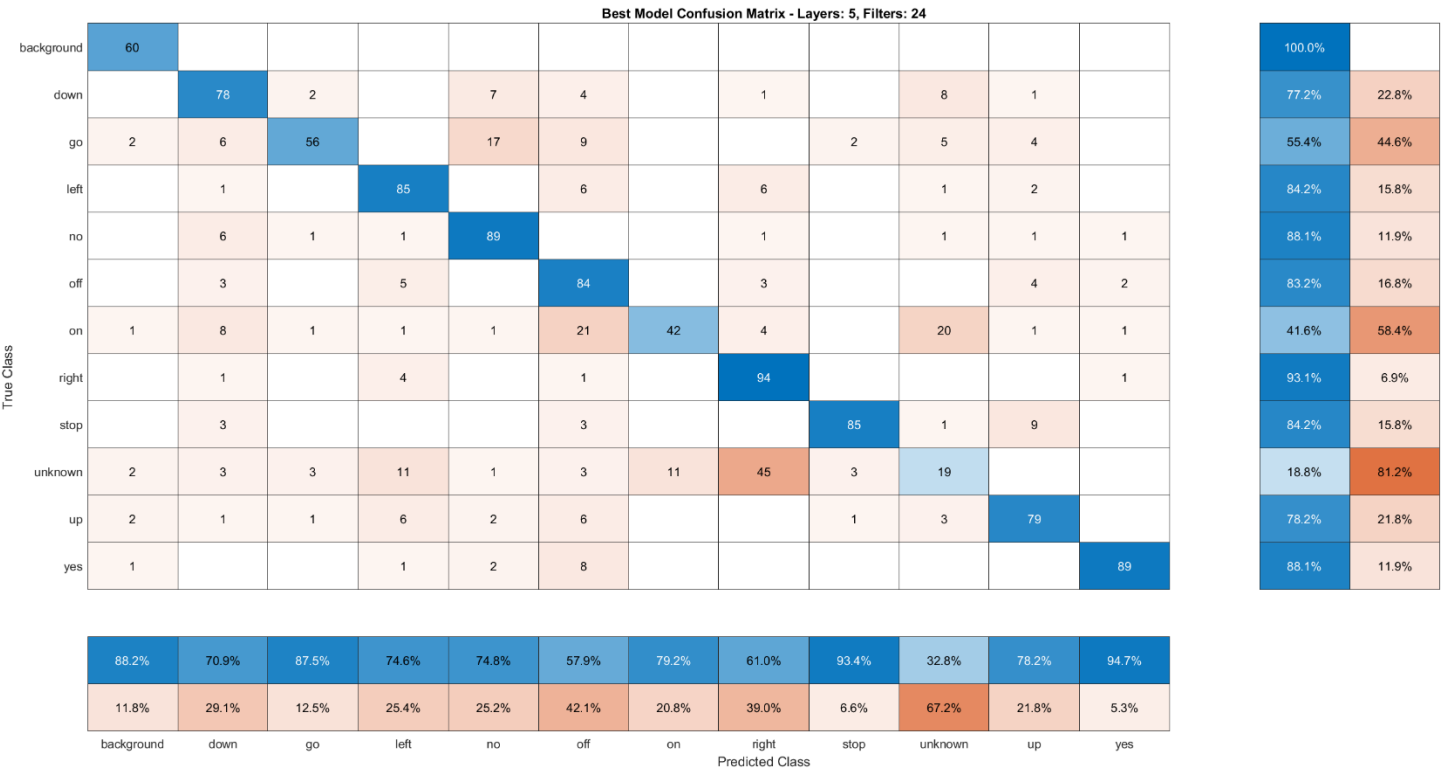 Best Model Confusion Matrix - Layers: 5, Filters: 24
True Class
background 60 100.0%
down 78 2 7 4 1 8 1 77.2% 22.8%
go 2 6 56 17 9 2 5 4 55.4% 44.6%
left 1 85 6 6 1 2 84.2% 15.8%
no 6 1 1 89 1 1 1 1 88.1% 11.9%
off 3 5 84 3 4 2 83.2% 16.8%
on 1 8 1 1 1 21 42 4 20 1 1 41.6% 58.4%
right 1 4 1 94 1 93.1% 6.9%
stop 3 3 85 1 9 84.2% 15.8%
unknown 2 3 3 11 1 3 11 45 3 19 18.8% 81.2%
up 2 1 1 6 2 6 1 3 79 78.2% 21.8%
yes 1 1 2 8 89 88.1% 11.9%
88.2% 70.9% 87.5% 74.6% 74.8% 57.9% 79.2% 61.0% 93.4% 32.8% 78.2% 94.7%
11.8% 29.1% 12.5% 25.4% 25.2% 42.1% 20.8% 39.0% 6.6% 67.2% 21.8% 5.3%
background down go left no off on right stop unknown up yes
Predicted Class